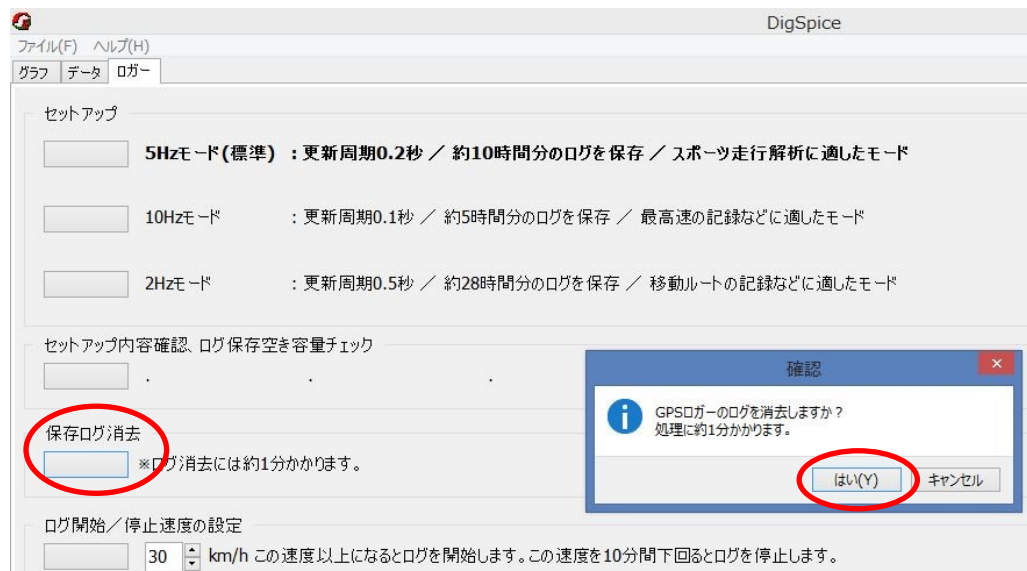 DigSpice
ファイル(F) ヘルプ(H)
グラフ データ ロガー
セットアップ
5Hzモード(標準) : 更新周期0.2秒 / 約10時間分のログを保存 / スポーツ走行解析に適したモード
10Hzモード : 更新周期0.1秒 / 約5時間分のログを保存 / 最高速の記録などに適したモード
2Hzモード : 更新周期0.5秒 / 約28時間分のログを保存 / 移動ルートの記録などに適したモード
セットアップ内容確認、ログ保存空き容量チェック
. . .
保存ログ消去
※ログ消去には約1分かかります。
確認
GPSロガーのログを消去しますか?
処理に約1分かかります。
はい(Y) キャンセル
ログ開始/停止速度の設定
30 km/h この速度以上になるとログを開始します。この速度を10分間下回るとログを停止します。